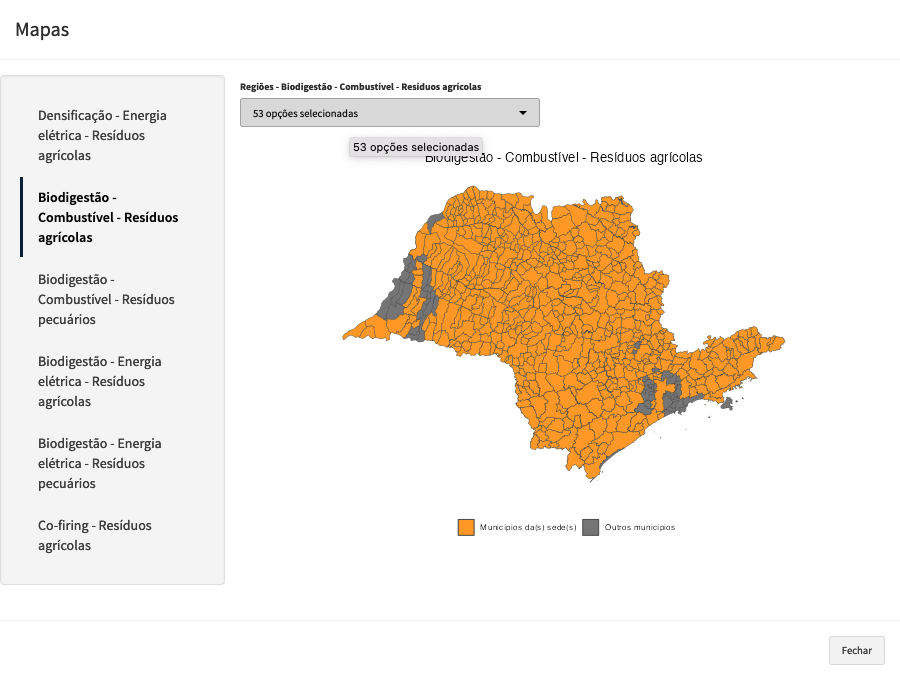 Mapas
Densificação - Energia
elétrica - Resíduos
agrícolas
Biodigestão -
Combustível - Resíduos
agrícolas
Biodigestão -
Combustível - Resíduos
pecuários
Biodigestão - Energia
elétrica - Resíduos
agrícolas
Biodigestão - Energia
elétrica - Resíduos
pecuários
Co-firing - Resíduos
agrícolas
Regiões - Biodigestão - Combustível - Resíduos agrícolas
53 opções selecionadas
53 opções selecionadas
Biodigestão - Combustível - Resíduos agrícolas
Municípios da(s) sede(s)
Outros municípios
Fechar